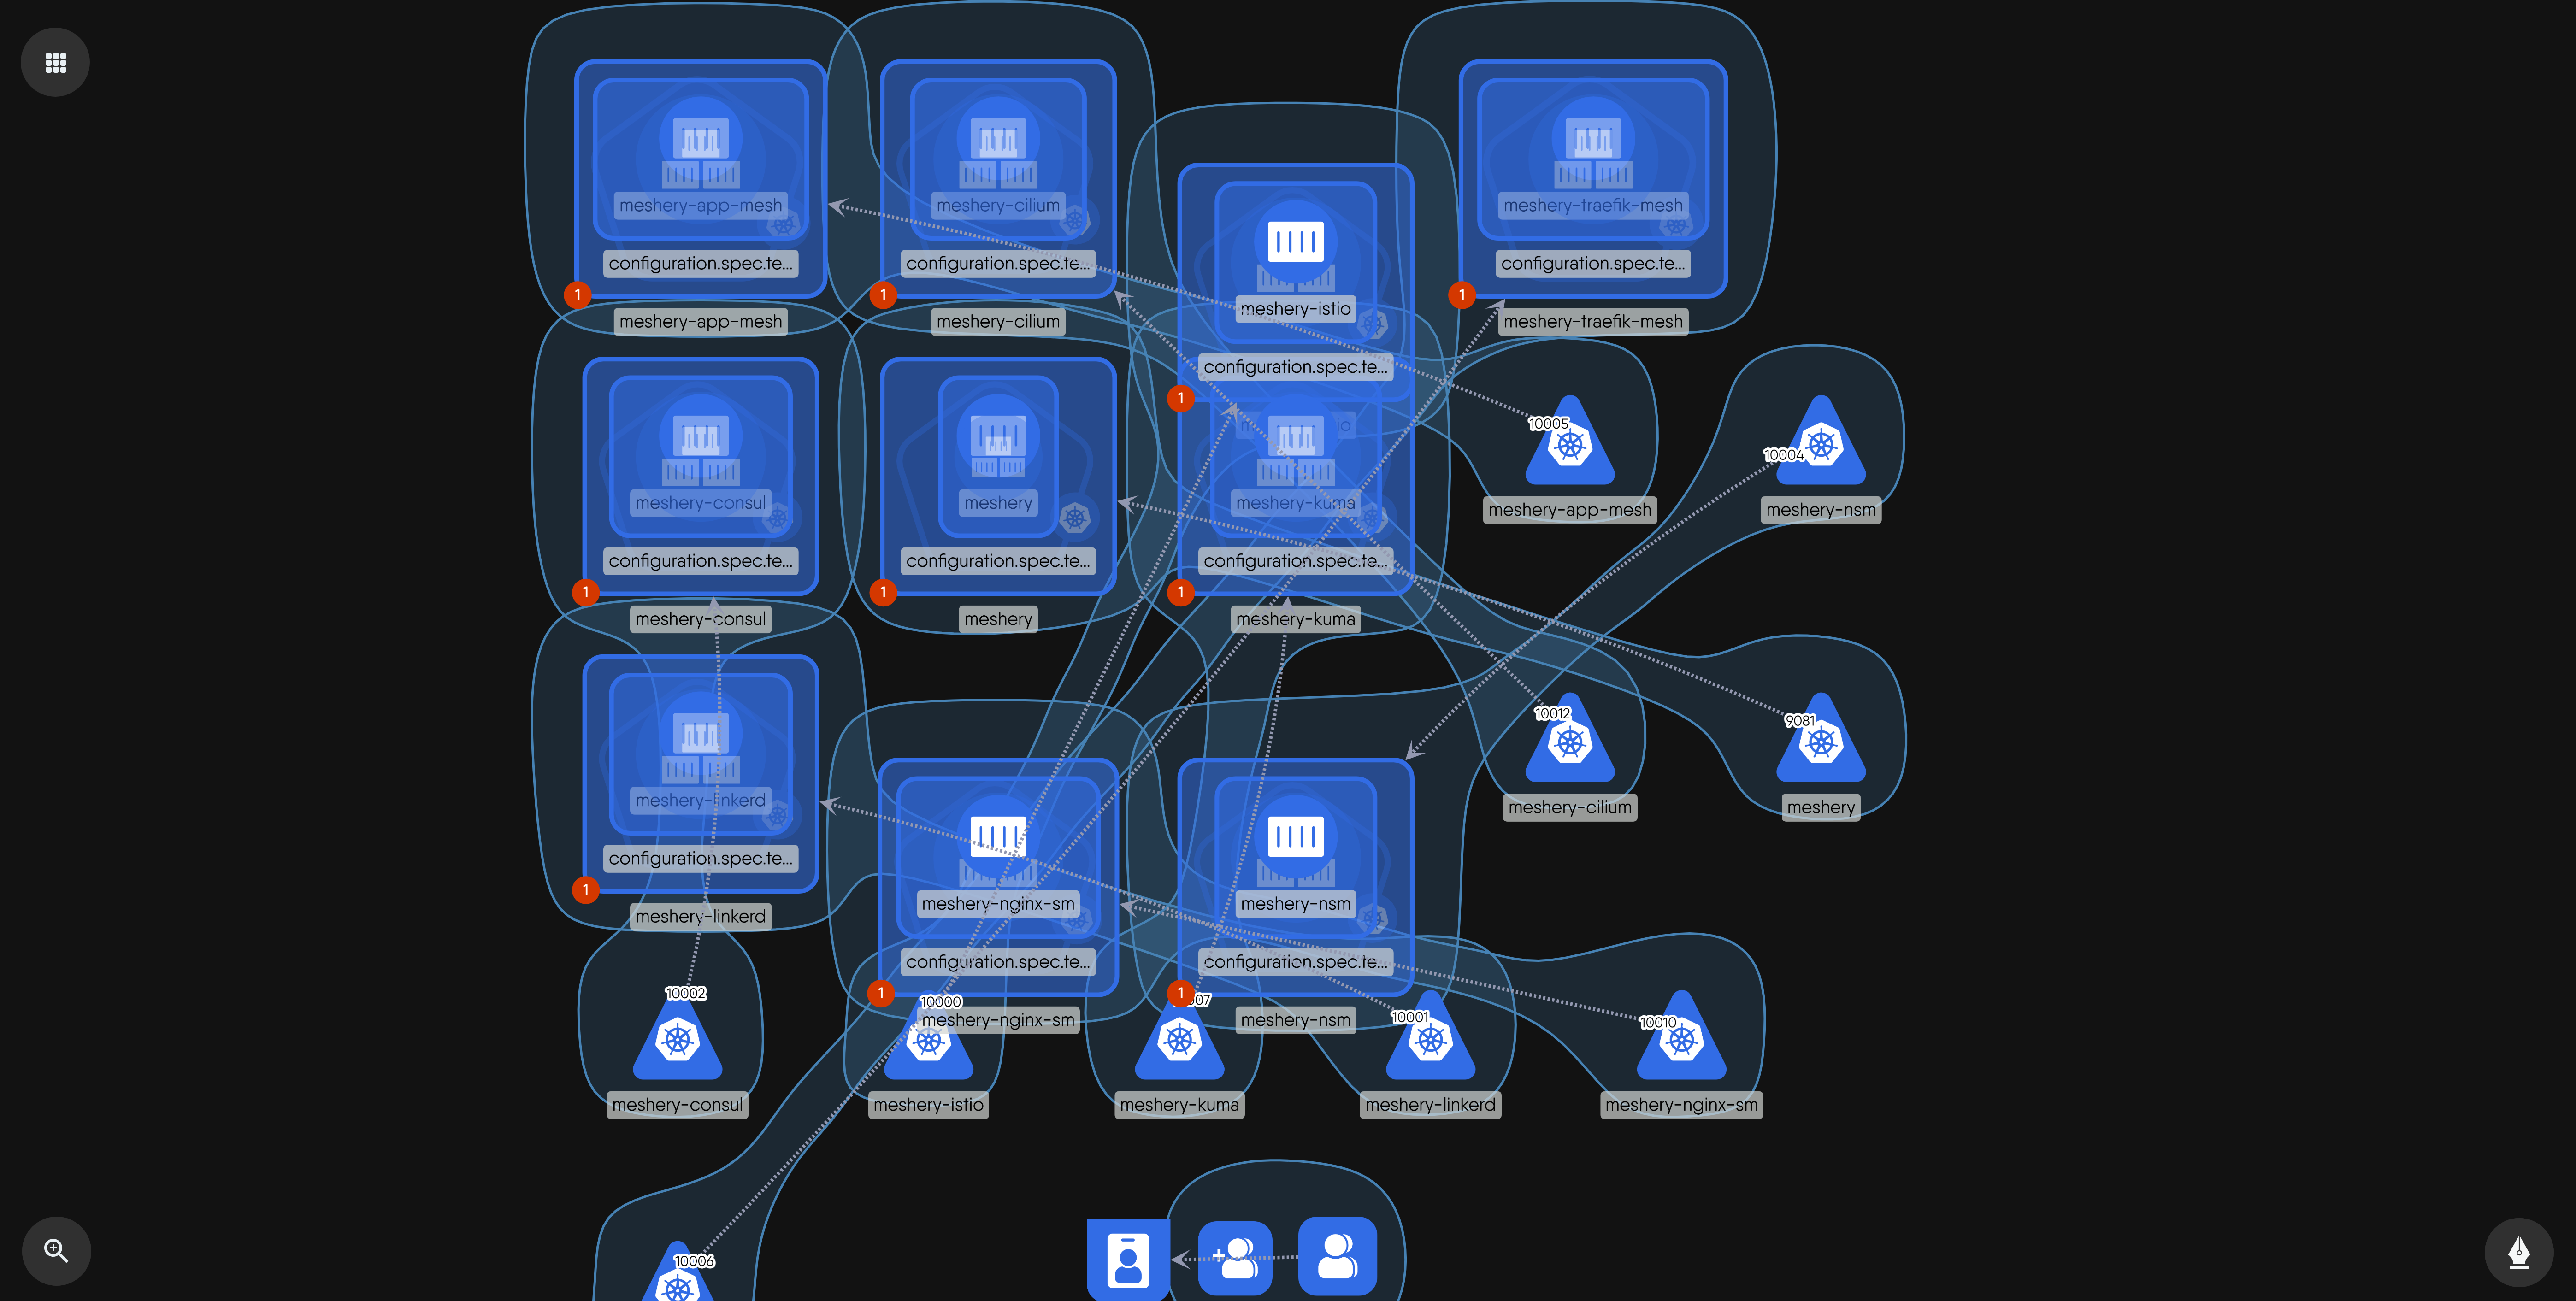 meshery-app-mesh
meshery-cilium
meshery-traefik-mesh
configuration.spec.te...
configuration.spec.te...
configuration.spec.te...
1
1
1
meshery-app-mesh
meshery-cilium
meshery-traefik-mesh
meshery-istio
configuration.spec.te...
1
io
10005
10004
meshery-consul
meshery
meshery-kuma
meshery-app-mesh
meshery-nsm
configuration.spec.te...
configuration.spec.te...
configuration.spec.te...
1
1
1
meshery-consul
meshery
meshery-kuma
10012
9081
meshery-linkerd
meshery-cilium
meshery
configuration.spec.te...
1
meshery-linkerd
meshery-nginx-sm
meshery-nsm
configuration.spec.te...
configuration.spec.te...
1
1
10002
10000
07
10001
10010
meshery-nginx-sm
meshery-nsm
meshery-consul
meshery-istio
meshery-kuma
meshery-linkerd
meshery-nginx-sm
10006